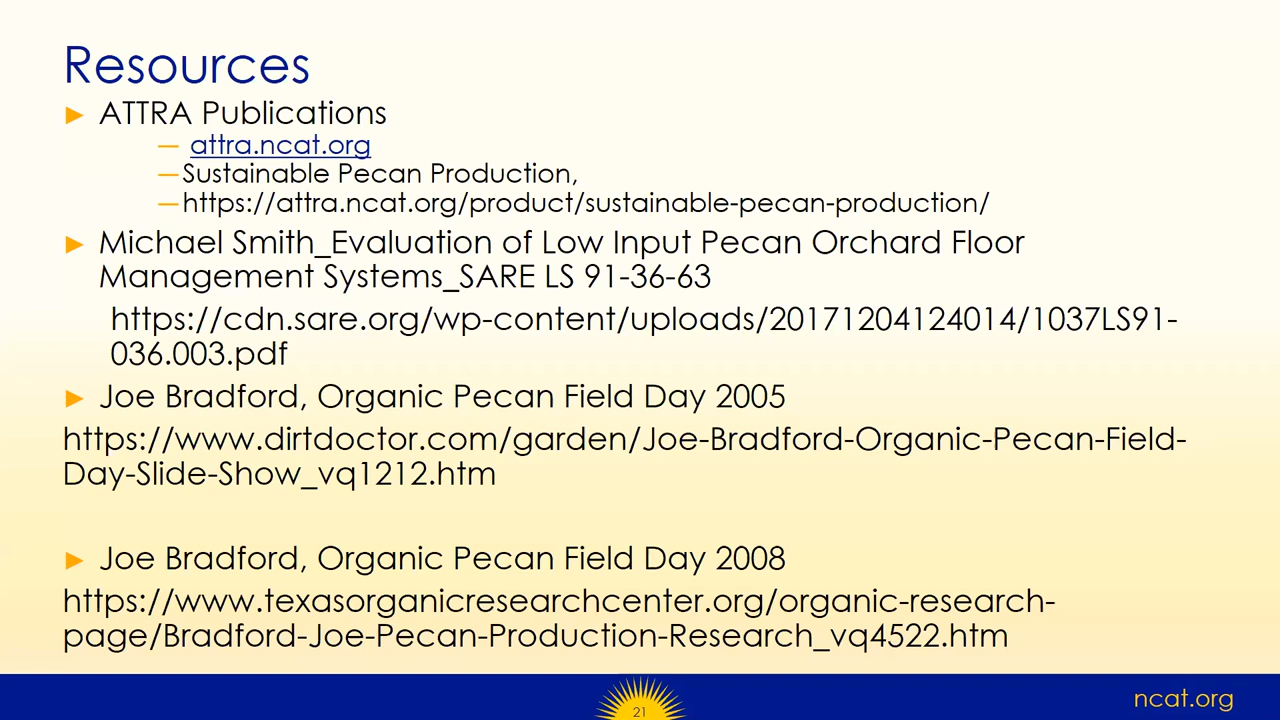 Resources
► ATTRA Publications
— attra.ncat.org
—Sustainable Pecan Production,
—https://attra.ncat.org/product/sustainable-pecan-production/
► Michael Smith_Evaluation of Low Input Pecan Orchard Floor
Management Systems_SARE LS 91-36-63
https://cdn.sare.org/wp-content/uploads/20171204124014/1037LS91-
036.003.pdf
► Joe Bradford, Organic Pecan Field Day 2005
https://www.dirtdoctor.com/garden/Joe-Bradford-Organic-Pecan-Field-
Day-Slide-Show_vq1212.htm
► Joe Bradford, Organic Pecan Field Day 2008
https://www.texasorganicresearchcenter.org/organic-research-
page/Bradford-Joe-Pecan-Production-Research_vq4522.htm
21
ncat.org